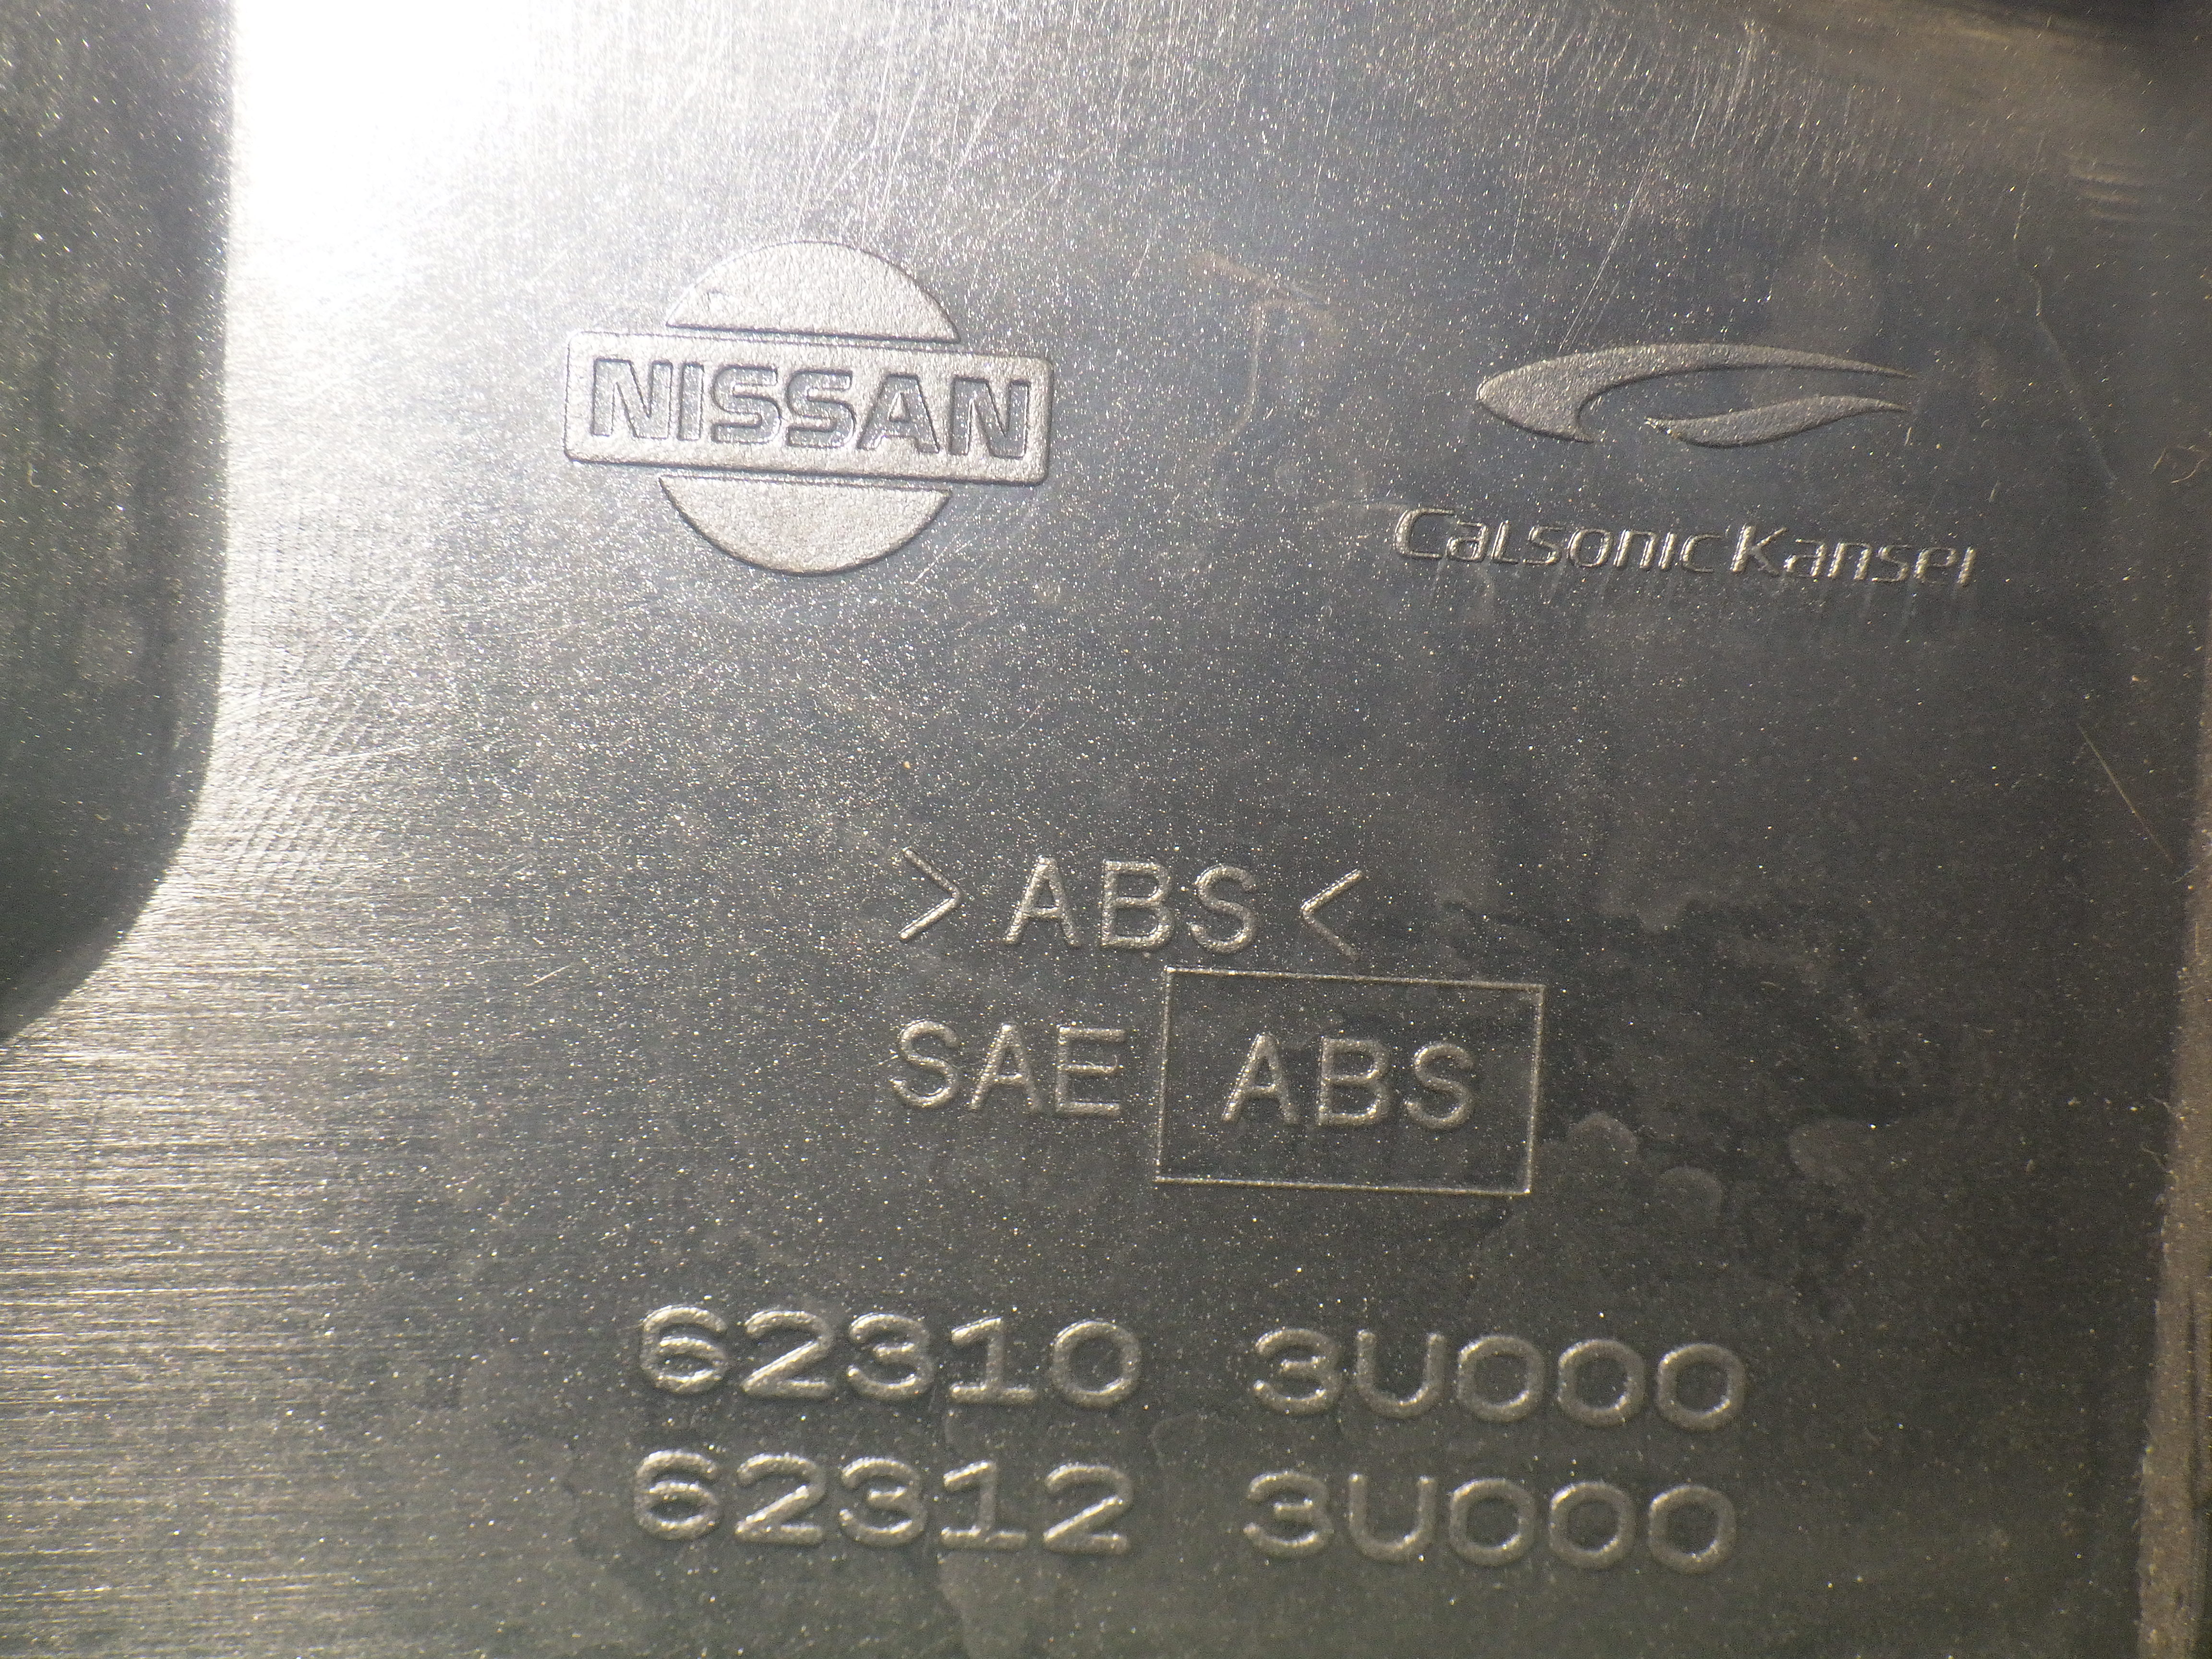 NISSAN
CalsonicKansei
>ABS<
SAE ABS
62310 3U000
62312 3U000